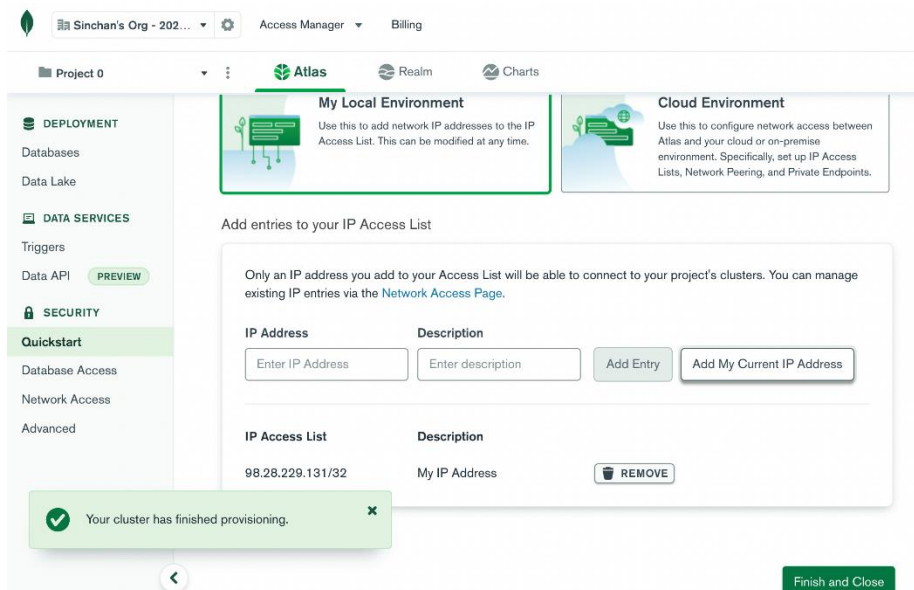 Sinchan's Org - 202...
Access Manager
Billing
Project 0
Atlas
Realm
Charts
DEPLOYMENT
Databases
Data Lake
DATA SERVICES
Triggers
Data API PREVIEW
SECURITY
Quickstart
Database Access
Network Access
Advanced
My Local Environment
Use this to add network IP addresses to the IP
Access List. This can be modified at any time.
Cloud Environment
Use this to configure network access between
Atlas and your cloud or on-premise
environment. Specifically, set up IP Access
Lists, Network Peering, and Private Endpoints.
Add entries to your IP Access List
Only an IP address you add to your Access List will be able to connect to your project's clusters. You can manage
existing IP entries via the Network Access Page.
IP Address Description
Enter IP Address Enter description Add Entry Add My Current IP Address
IP Access List Description
98.28.229.131/32 My IP Address REMOVE
Your cluster has finished provisioning.
Finish and Close